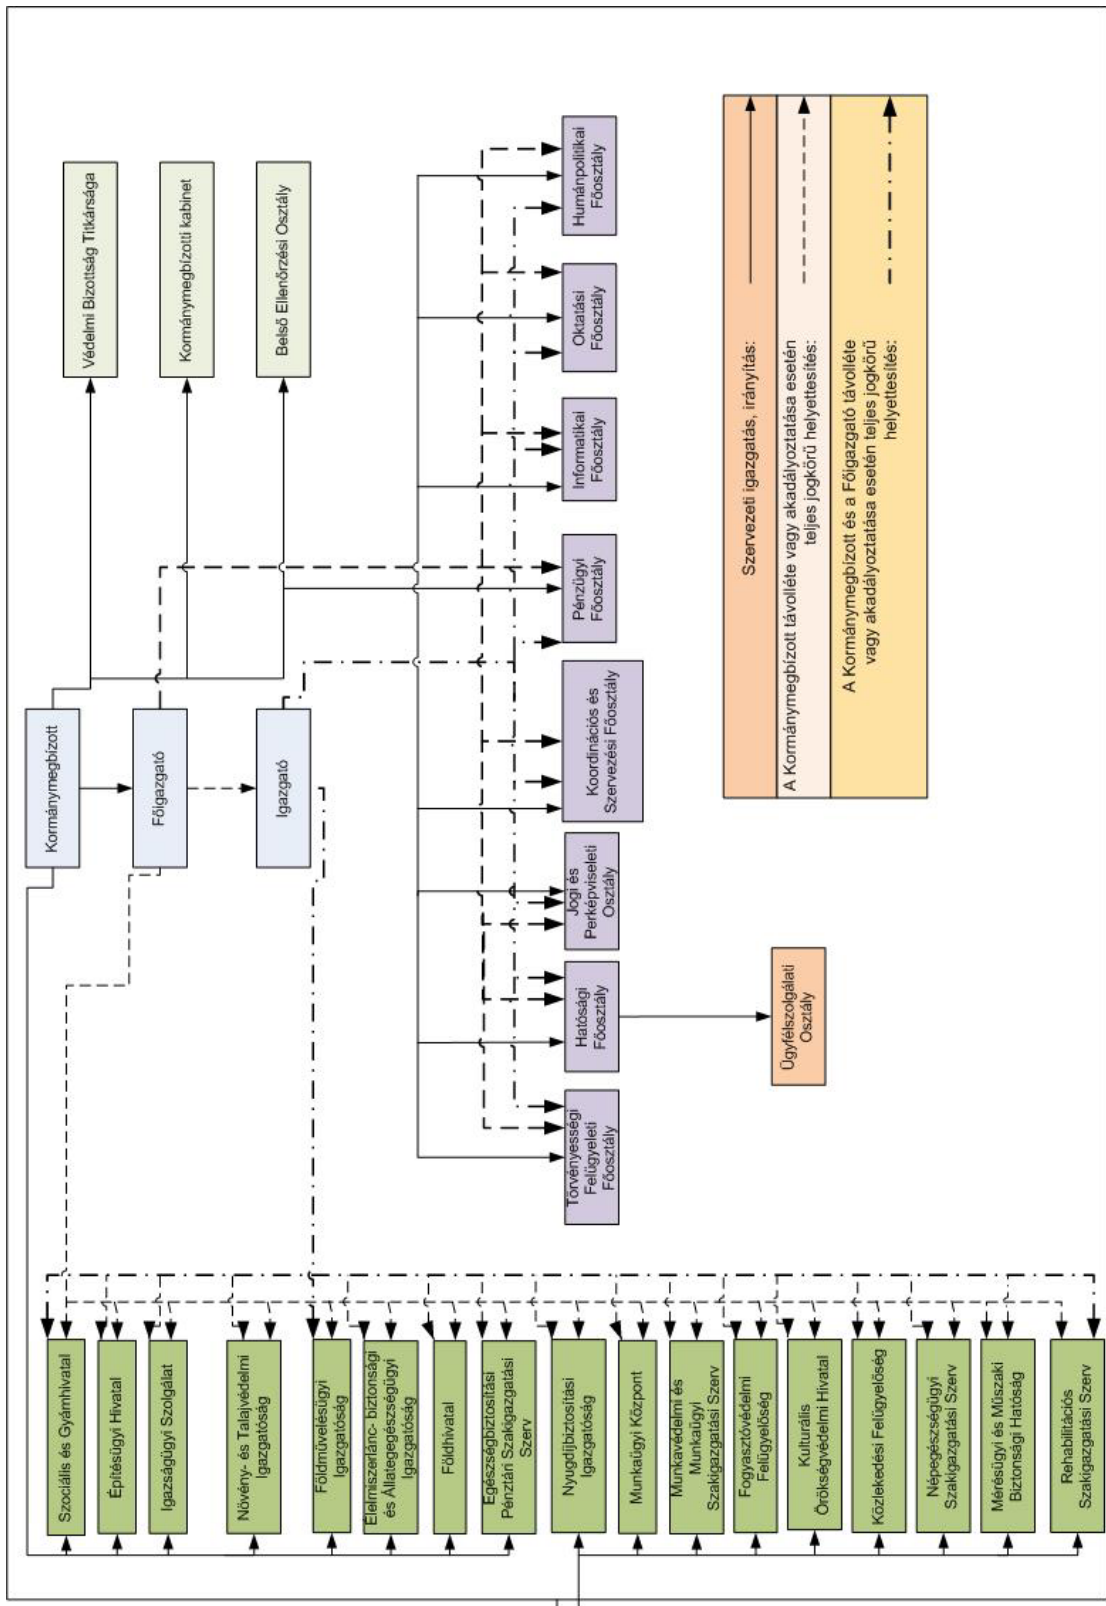 Kormánymegbízott
Főigazgató
Igazgató
Védelmi Bizottság Titkársága
Kormánymegbízotti kabinet
Belső Ellenőrzési Osztály
Szociális és Gyámhivatal
Építésügyi Hivatal
Igazságügyi Szolgálat
Növény- és Talajvédelmi
Igazgatóság
Földművelésügyi
Igazgatóság
Élelmiszerlánc- biztonsági
és Állategegészségügyi
Igazgatóság
Földhivatal
Egészségbiztosítási
Pénztári Szakigazgatási
Szerv
Nyugdíjbiztosítási
Igazgatóság
Munkaügyi Központ
Munkavédelmi és
Munkaügyi
Szakigazgatási Szerv
Fogyasztóvédelmi
Felügyelőség
Kulturális
Örökségvédelmi Hivatal
Közlekedési Felügyelőség
Népegészségügyi
Szakigazgatási Szerv
Mérésügyi és Műszaki
Biztonsági Hatóság
Rehabilitációs
Szakigazgatási Szerv
Törvényességi
Felügyeleti
Főosztály
Hatósági
Főosztály
Jogi és
Perképviseleti
Osztály
Koordinációs és
Szervezési Főosztály
Pénzügyi
Főosztály
Informatikai
Főosztály
Oktatási
Főosztály
Humánpolitikai
Főosztály
Ügyfélszolgálati
Osztály
Szervezeti igazgatás, irányítás:
A Kormánymegbízott távolléte vagy akadályoztatása esetén
teljes jogkörű helyettesítés:
A Kormánymegbízott és a Főigazgató távolléte
vagy akadályoztatása esetén teljes jogkörű
helyettesítés: